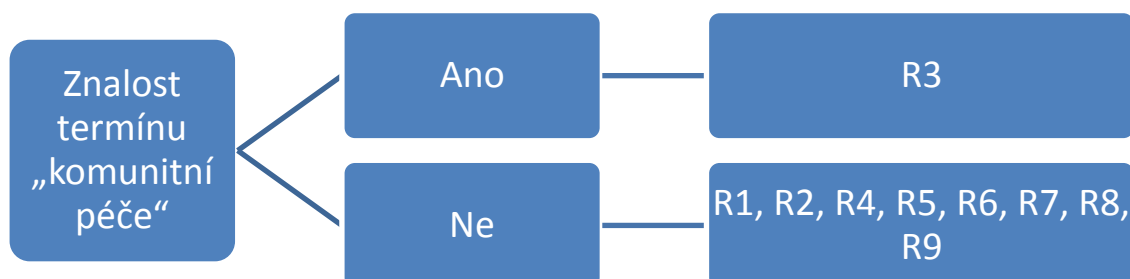 Znalost
termínu
„komunitní
péče“
Ano
R3
Ne
R1, R2, R4, R5, R6, R7, R8,
R9